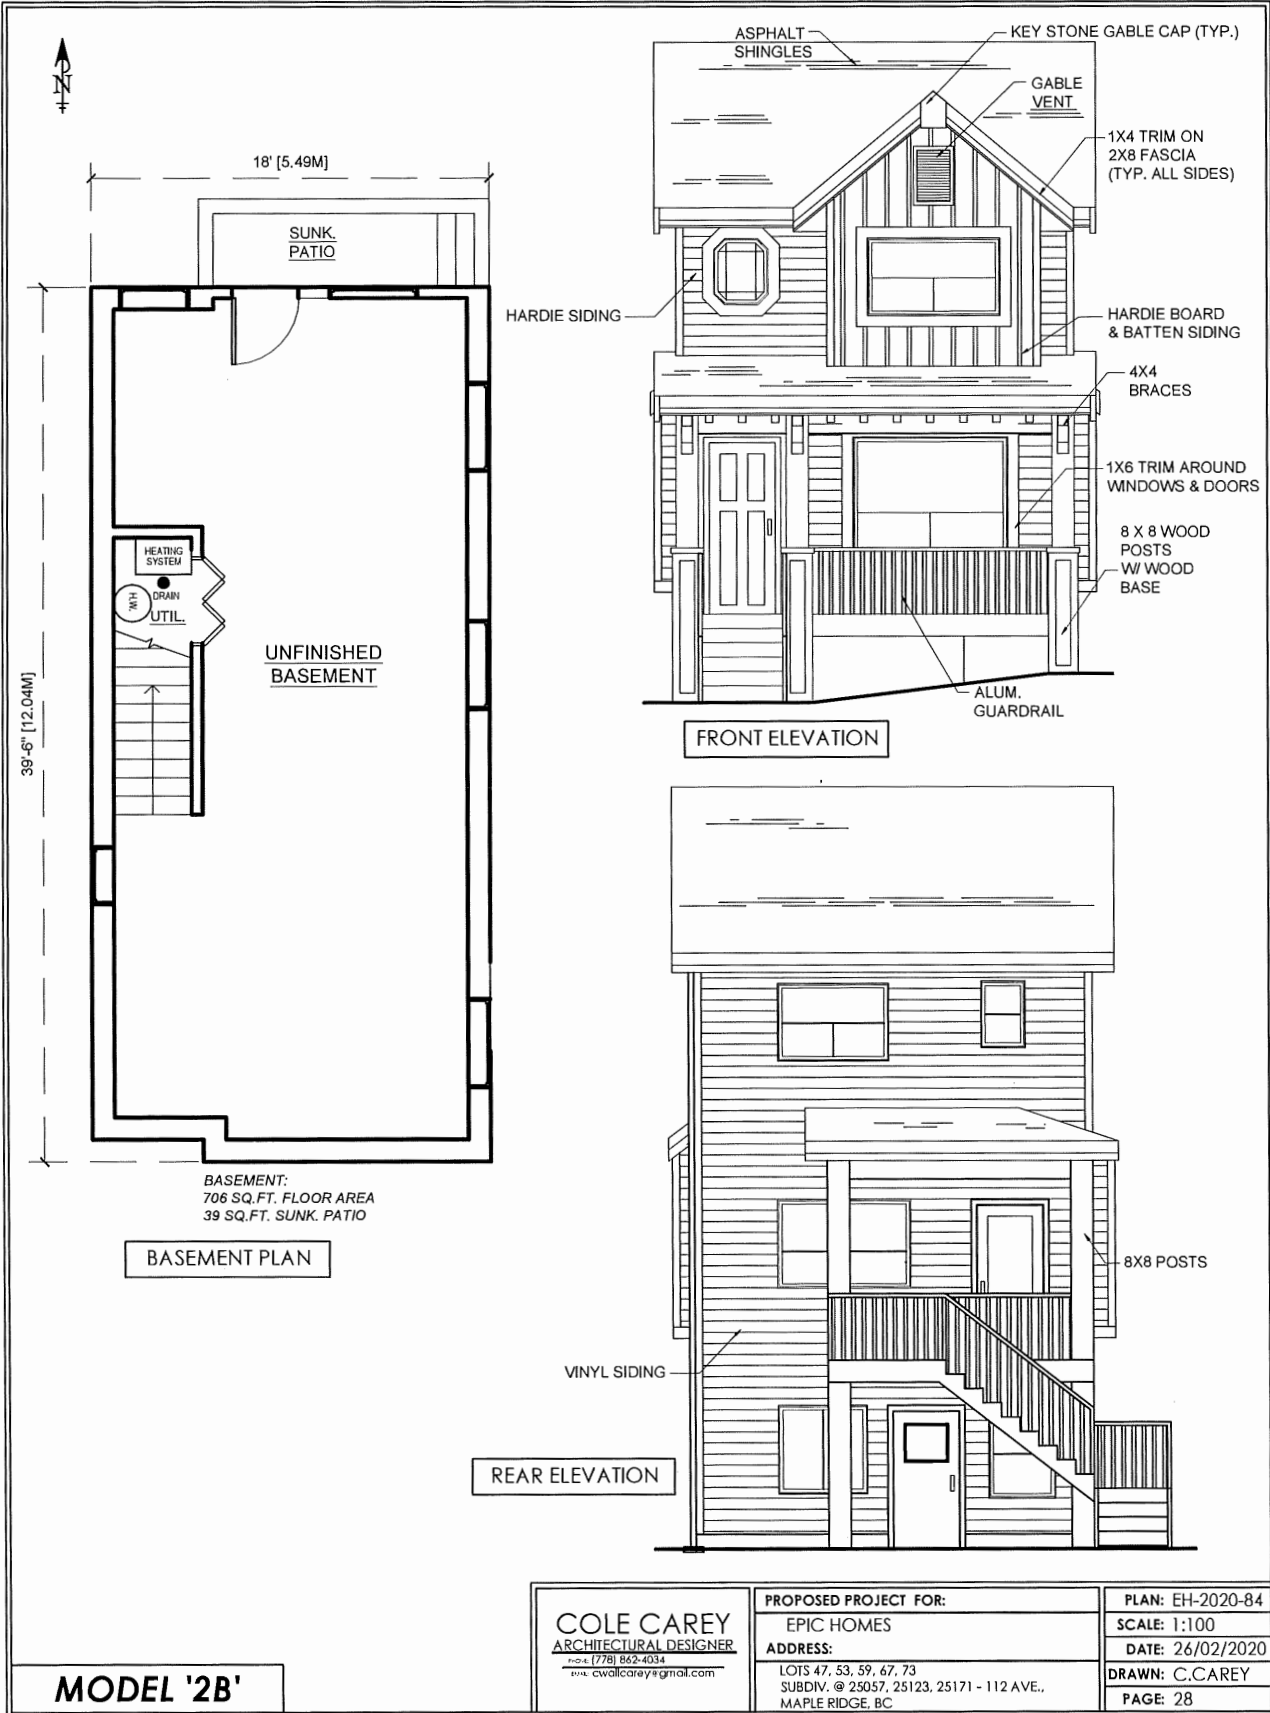 N
18' [5.49M]
SUNK.
PATIO
39'-6" [12.04M]
HEATING
SYSTEM
DRAIN
H.W.
UTIL.
UNFINISHED
BASEMENT
BASEMENT:
706 SQ.FT. FLOOR AREA
39 SQ.FT. SUNK. PATIO
BASEMENT PLAN
ASPHALT
SHINGLES
KEY STONE GABLE CAP (TYP.)
GABLE
VENT
1X4 TRIM ON
2X8 FASCIA
(TYP. ALL SIDES)
HARDIE SIDING
HARDIE BOARD
& BATTEN SIDING
4X4
BRACES
1X6 TRIM AROUND
WINDOWS & DOORS
8 X 8 WOOD
POSTS
W/ WOOD
BASE
ALUM.
GUARDRAIL
FRONT ELEVATION
8X8 POSTS
VINYL SIDING
REAR ELEVATION
MODEL '2B'
COLE CAREY
ARCHITECTURAL DESIGNER
(778) 862-4034
cwallcarey@gmail.com
PROPOSED PROJECT FOR:
EPIC HOMES
ADDRESS:
LOTS 47, 53, 59, 67, 73
SUBDIV. @ 25057, 25123, 25171 - 112 AVE.,
MAPLE RIDGE, BC
PLAN: EH-2020-84
SCALE: 1:100
DATE: 26/02/2020
DRAWN: C.CAREY
PAGE: 28